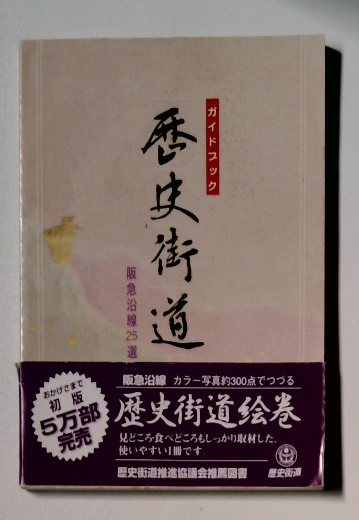 ガイドブック
歴史街道
阪急沿線25選
阪急沿線 カラー写真約300点でつづる
おかげさまで
初版
5万部
完売
歴史街道絵巻
見どころ・食べどころもしっかり取材した、
使いやすい1冊です
歴史街道推進協議会推薦図書
歴史街道